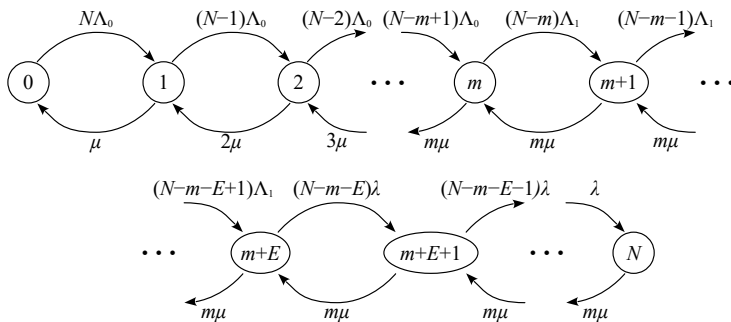 NΛ₀ (N−1)Λ₀ (N−2)Λ₀ (N−m+1)Λ₀ (N−m)Λ₁ (N−m−1)Λ₁
0 1 2 ··· m m+1 ···
μ 2μ 3μ mμ mμ mμ
(N−m−E+1)Λ₁ (N−m−E)λ (N−m−E−1)λ λ
··· m+E m+E+1 ··· N
mμ mμ mμ mμ